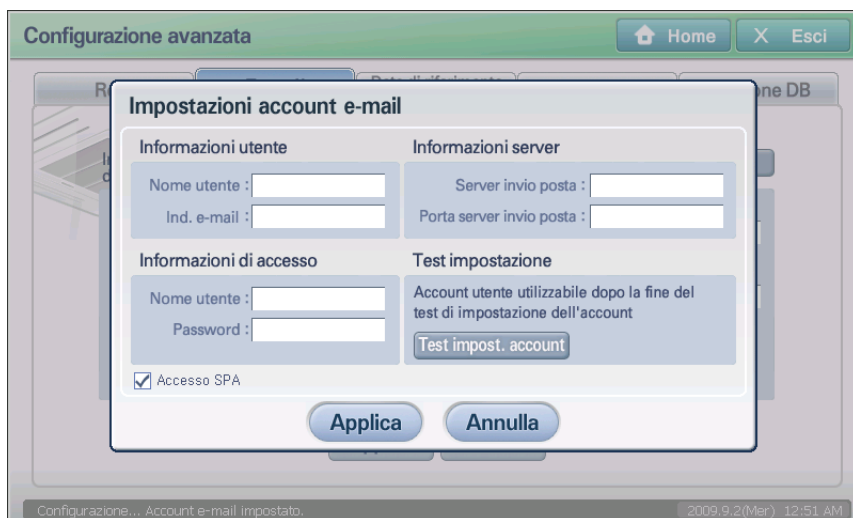 Configurazione avanzata
Home
X Esci
one DB
Impostazioni account e-mail
Informazioni utente
Nome utente :
Ind. e-mail :
Informazioni server
Server invio posta :
Porta server invio posta :
Informazioni di accesso
Nome utente :
Password :
Test impostazione
Account utente utilizzabile dopo la fine del
test di impostazione dell'account
Test impost. account
Accesso SPA
Applica
Annulla
Configurazione... Account e-mail impostato.
2009.9.2(Mer) 12:51 AM